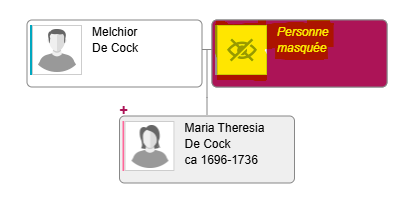 Melchior
De Cock
Personne
masquée
+
Maria Theresia
De Cock
ca 1696-1736